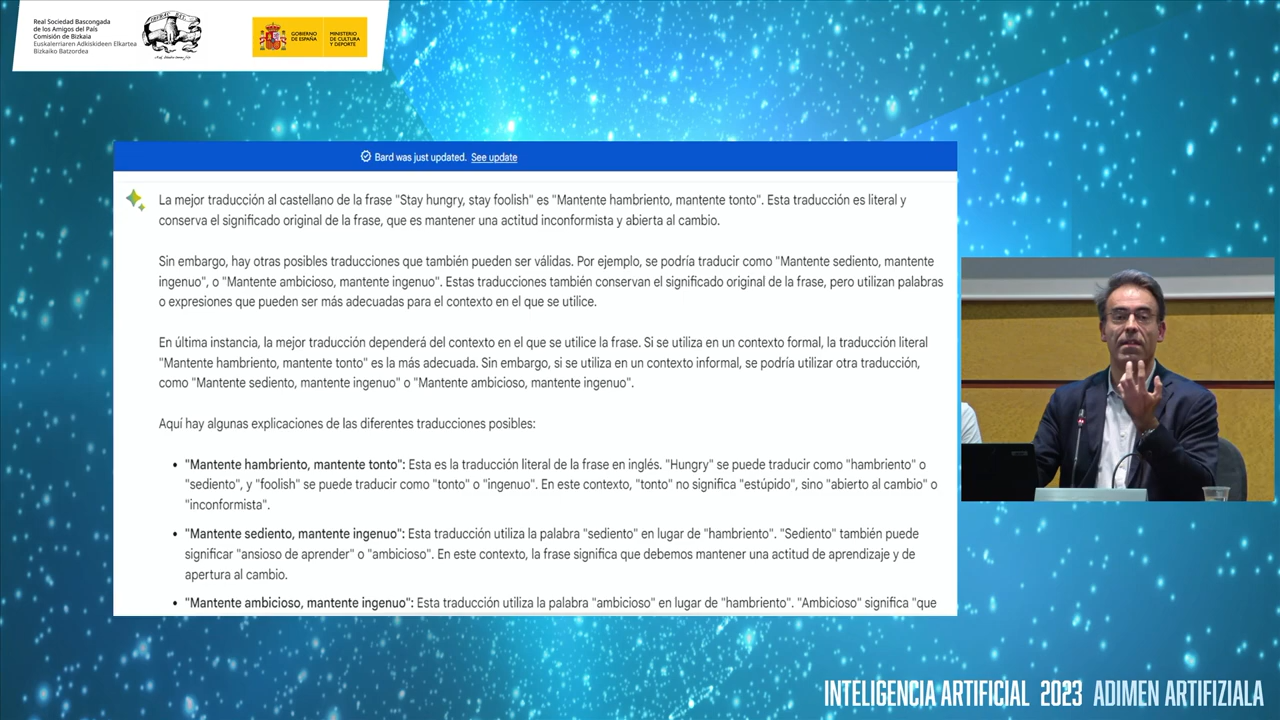 Real Sociedad Bascongada
de los Amigos del País
Comisión de Bizkaia
Euskalerriaren Adkiskideen Elkartea
Bizkaiko Batzordea
GOBIERNO
DE ESPAÑA
MINISTERIO
DE CULTURA
Y DEPORTE
Bard was just updated. See update
La mejor traducción al castellano de la frase "Stay hungry, stay foolish" es "Mantente hambriento, mantente tonto". Esta traducción es literal y
conserva el significado original de la frase, que es mantener una actitud inconformista y abierta al cambio.
Sin embargo, hay otras posibles traducciones que también pueden ser válidas. Por ejemplo, se podría traducir como "Mantente sediento, mantente
ingenuo", o "Mantente ambicioso, mantente ingenuo". Estas traducciones también conservan el significado original de la frase, pero utilizan palabras
o expresiones que pueden ser más adecuadas para el contexto en el que se utilice.
En última instancia, la mejor traducción dependerá del contexto en el que se utilice la frase. Si se utiliza en un contexto formal, la traducción literal
"Mantente hambriento, mantente tonto" es la más adecuada. Sin embargo, si se utiliza en un contexto informal, se podría utilizar otra traducción,
como "Mantente sediento, mantente ingenuo" o "Mantente ambicioso, mantente ingenuo".
Aquí hay algunas explicaciones de las diferentes traducciones posibles:
• "Mantente hambriento, mantente tonto": Esta es la traducción literal de la frase en inglés. "Hungry" se puede traducir como "hambriento" o
"sediento", y "foolish" se puede traducir como "tonto" o "ingenuo". En este contexto, "tonto" no significa "estúpido", sino "abierto al cambio" o
"inconformista".
• "Mantente sediento, mantente ingenuo": Esta traducción utiliza la palabra "sediento" en lugar de "hambriento". "Sediento" también puede
significar "ansioso de aprender" o "ambicioso". En este contexto, la frase significa que debemos mantener una actitud de aprendizaje y de
apertura al cambio.
• "Mantente ambicioso, mantente ingenuo": Esta traducción utiliza la palabra "ambicioso" en lugar de "hambriento". "Ambicioso" significa "que
INTELIGENCIA ARTIFICIAL 2023 ADIMEN ARTIFIZIALA